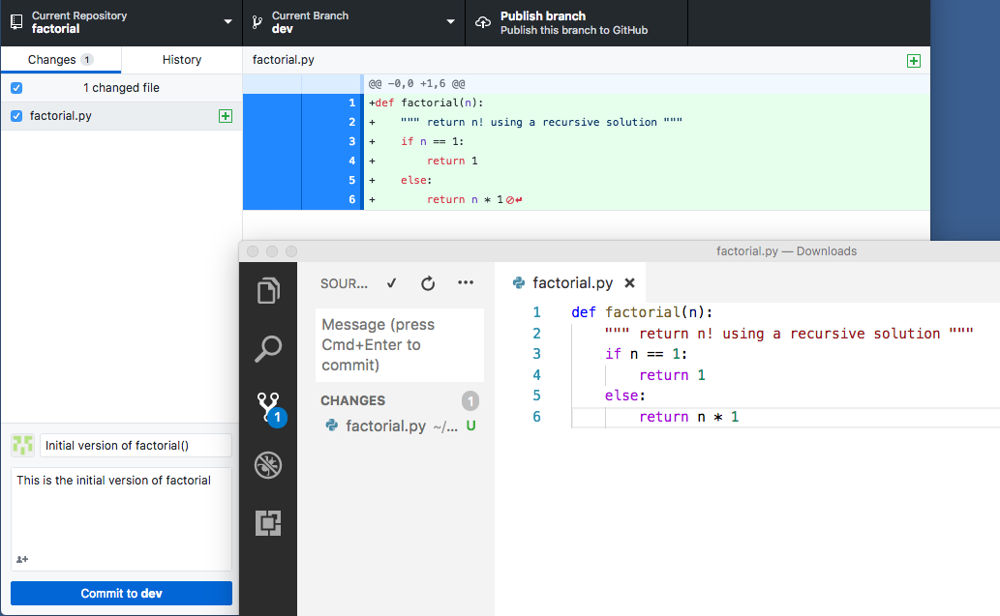 Current Repository
factorial
Current Branch
dev
Publish branch
Publish this branch to GitHub
Changes 1
History
factorial.py
1 changed file
factorial.py
@@ -0,0 +1,6 @@
1 +def factorial(n):
2 +    """ return n! using a recursive solution """
3 +    if n == 1:
4 +        return 1
5 +    else:
6 +        return n * 1
Initial version of factorial()
This is the initial version of factorial
Commit to dev
factorial.py — Downloads
SOUR...
Message (press
Cmd+Enter to
commit)
CHANGES 1
factorial.py ~/... U
1
factorial.py
1 def factorial(n):
2     """ return n! using a recursive solution """
3     if n == 1:
4         return 1
5     else:
6         return n * 1